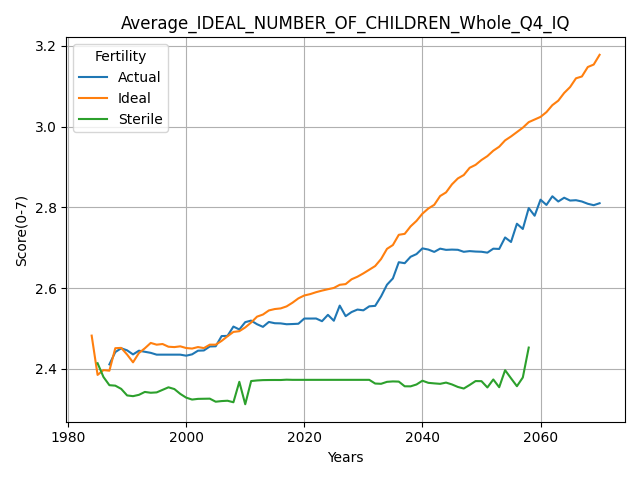 Average_IDEAL_NUMBER_OF_CHILDREN_Whole_Q4_IQ
Fertility
Actual
Ideal
Sterile
3.2
3.0
2.8
2.6
2.4
Score(0-7)
1980
2000
2020
2040
2060
Years